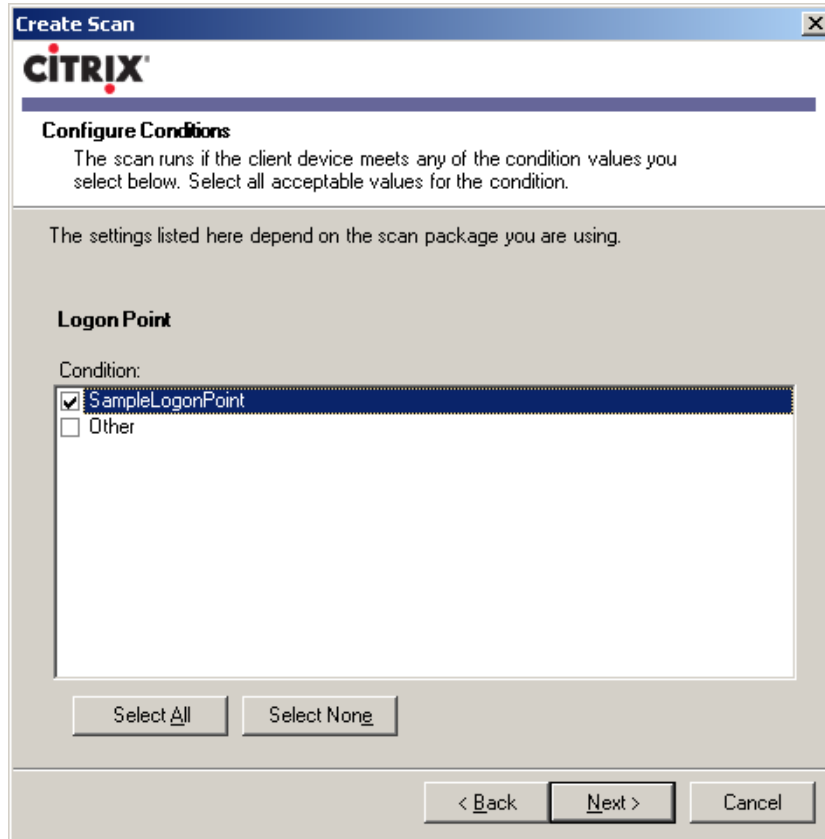 Create Scan
CİTRIX
Configure Conditions
The scan runs if the client device meets any of the condition values you
select below. Select all acceptable values for the condition.
The settings listed here depend on the scan package you are using.
Logon Point
Condition:
SampleLogonPoint
Other
Select All Select None
< Back Next > Cancel